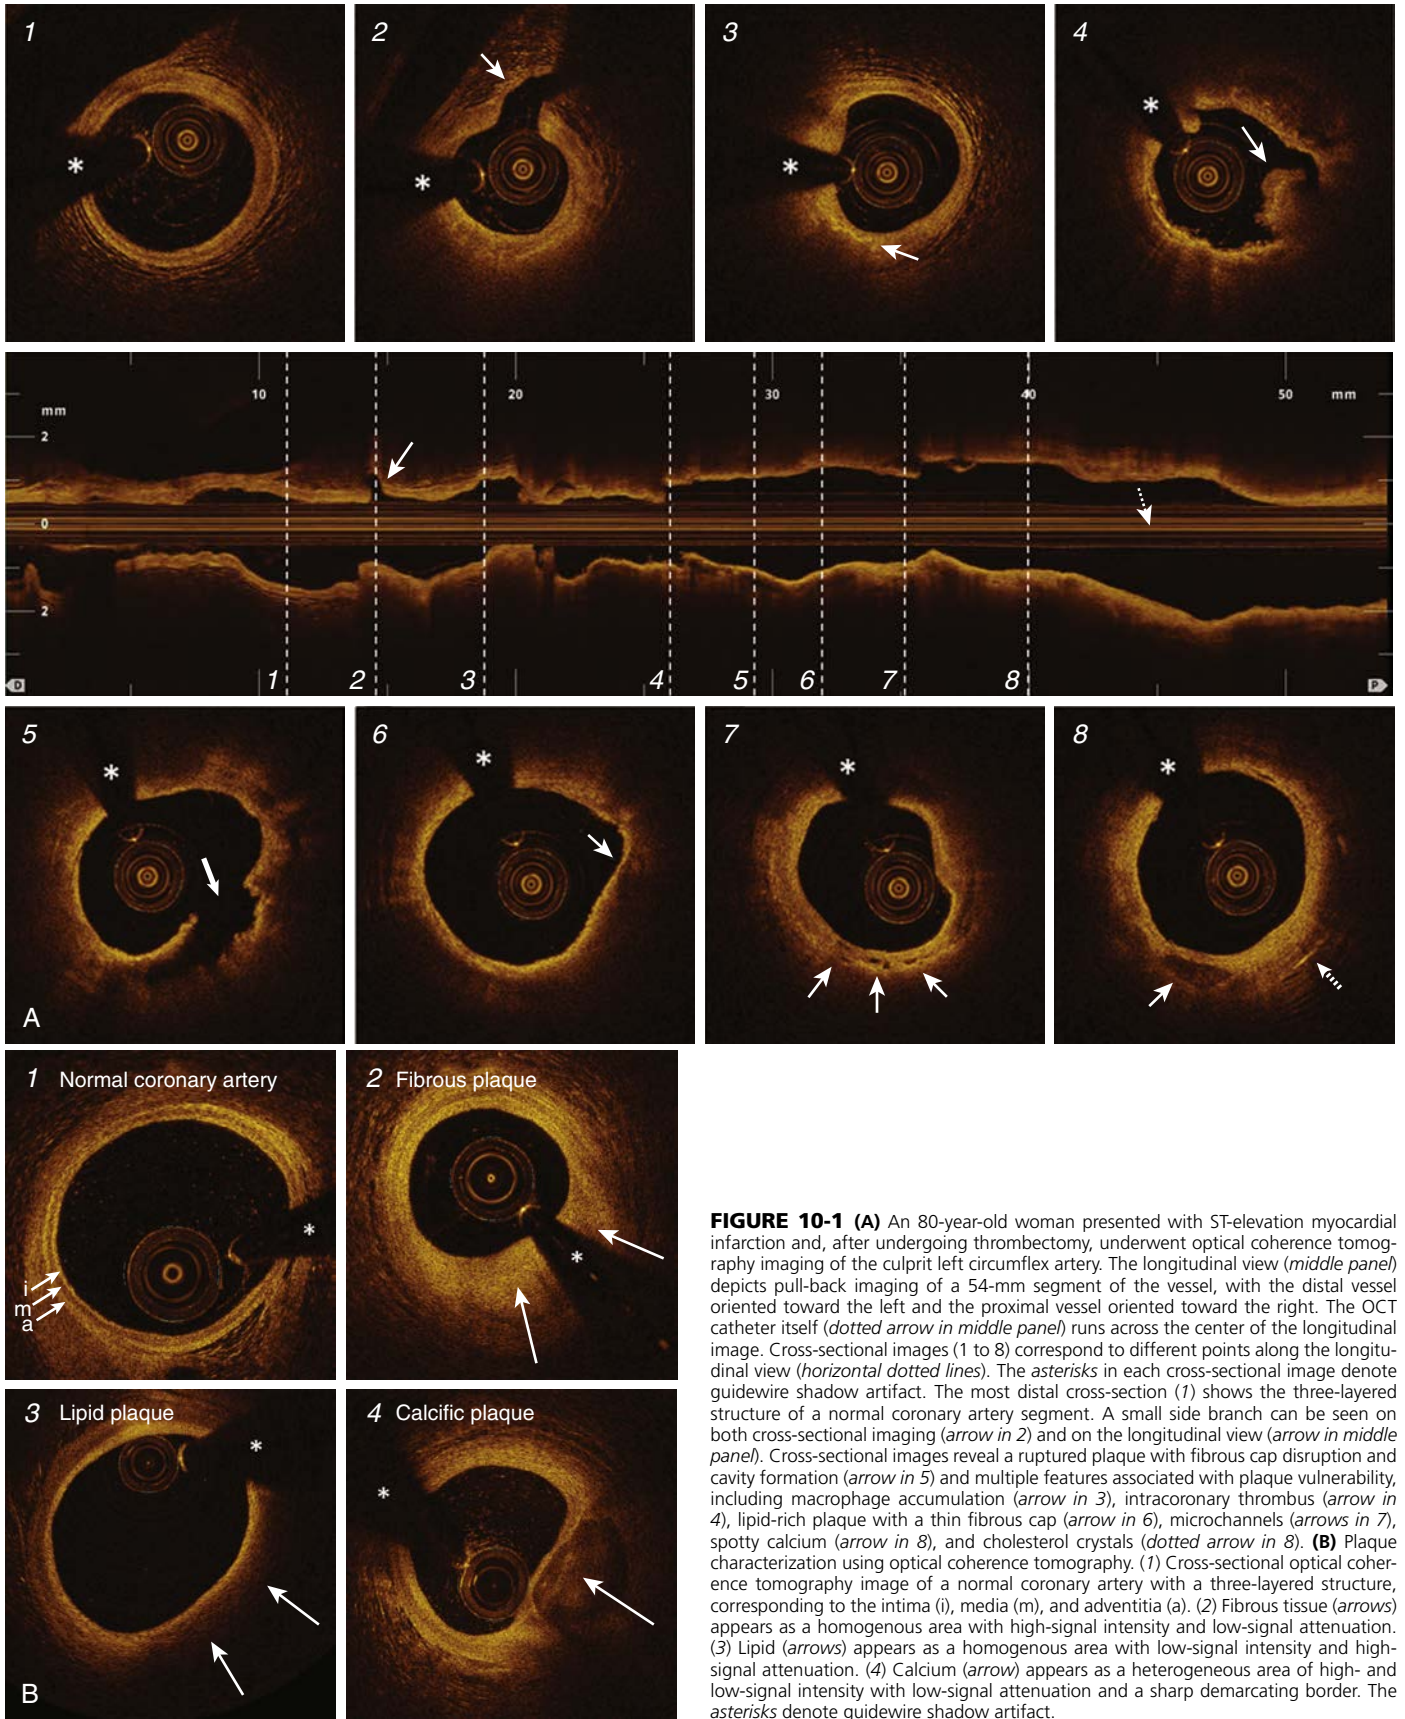 1
2
3
4
*
*
*
*
10
20
30
40
50
mm
mm
2
0
2
1
2
3
4
5
6
7
8
D
P
5
6
7
8
*
*
*
*
A
1 Normal coronary artery
2 Fibrous plaque
*
*
i
m
a
3 Lipid plaque
4 Calcific plaque
*
*
B
FIGURE 10-1 (A) An 80-year-old woman presented with ST-elevation myocardial
infarction and, after undergoing thrombectomy, underwent optical coherence tomog-
raphy imaging of the culprit left circumflex artery. The longitudinal view (middle panel)
depicts pull-back imaging of a 54-mm segment of the vessel, with the distal vessel
oriented toward the left and the proximal vessel oriented toward the right. The OCT
catheter itself (dotted arrow in middle panel) runs across the center of the longitudinal
image. Cross-sectional images (1 to 8) correspond to different points along the longitu-
dinal view (horizontal dotted lines). The asterisks in each cross-sectional image denote
guidewire shadow artifact. The most distal cross-section (1) shows the three-layered
structure of a normal coronary artery segment. A small side branch can be seen on
both cross-sectional imaging (arrow in 2) and on the longitudinal view (arrow in middle
panel). Cross-sectional images reveal a ruptured plaque with fibrous cap disruption and
cavity formation (arrow in 5) and multiple features associated with plaque vulnerability,
including macrophage accumulation (arrow in 3), intracoronary thrombus (arrow in
4), lipid-rich plaque with a thin fibrous cap (arrow in 6), microchannels (arrows in 7),
spotty calcium (arrow in 8), and cholesterol crystals (dotted arrow in 8). (B) Plaque
characterization using optical coherence tomography. (1) Cross-sectional optical coher-
ence tomography image of a normal coronary artery with a three-layered structure,
corresponding to the intima (i), media (m), and adventitia (a). (2) Fibrous tissue (arrows)
appears as a homogenous area with high-signal intensity and low-signal attenuation.
(3) Lipid (arrows) appears as a homogenous area with low-signal intensity and high-
signal attenuation. (4) Calcium (arrow) appears as a heterogeneous area of high- and
low-signal intensity with low-signal attenuation and a sharp demarcating border. The
asterisks denote guidewire shadow artifact.